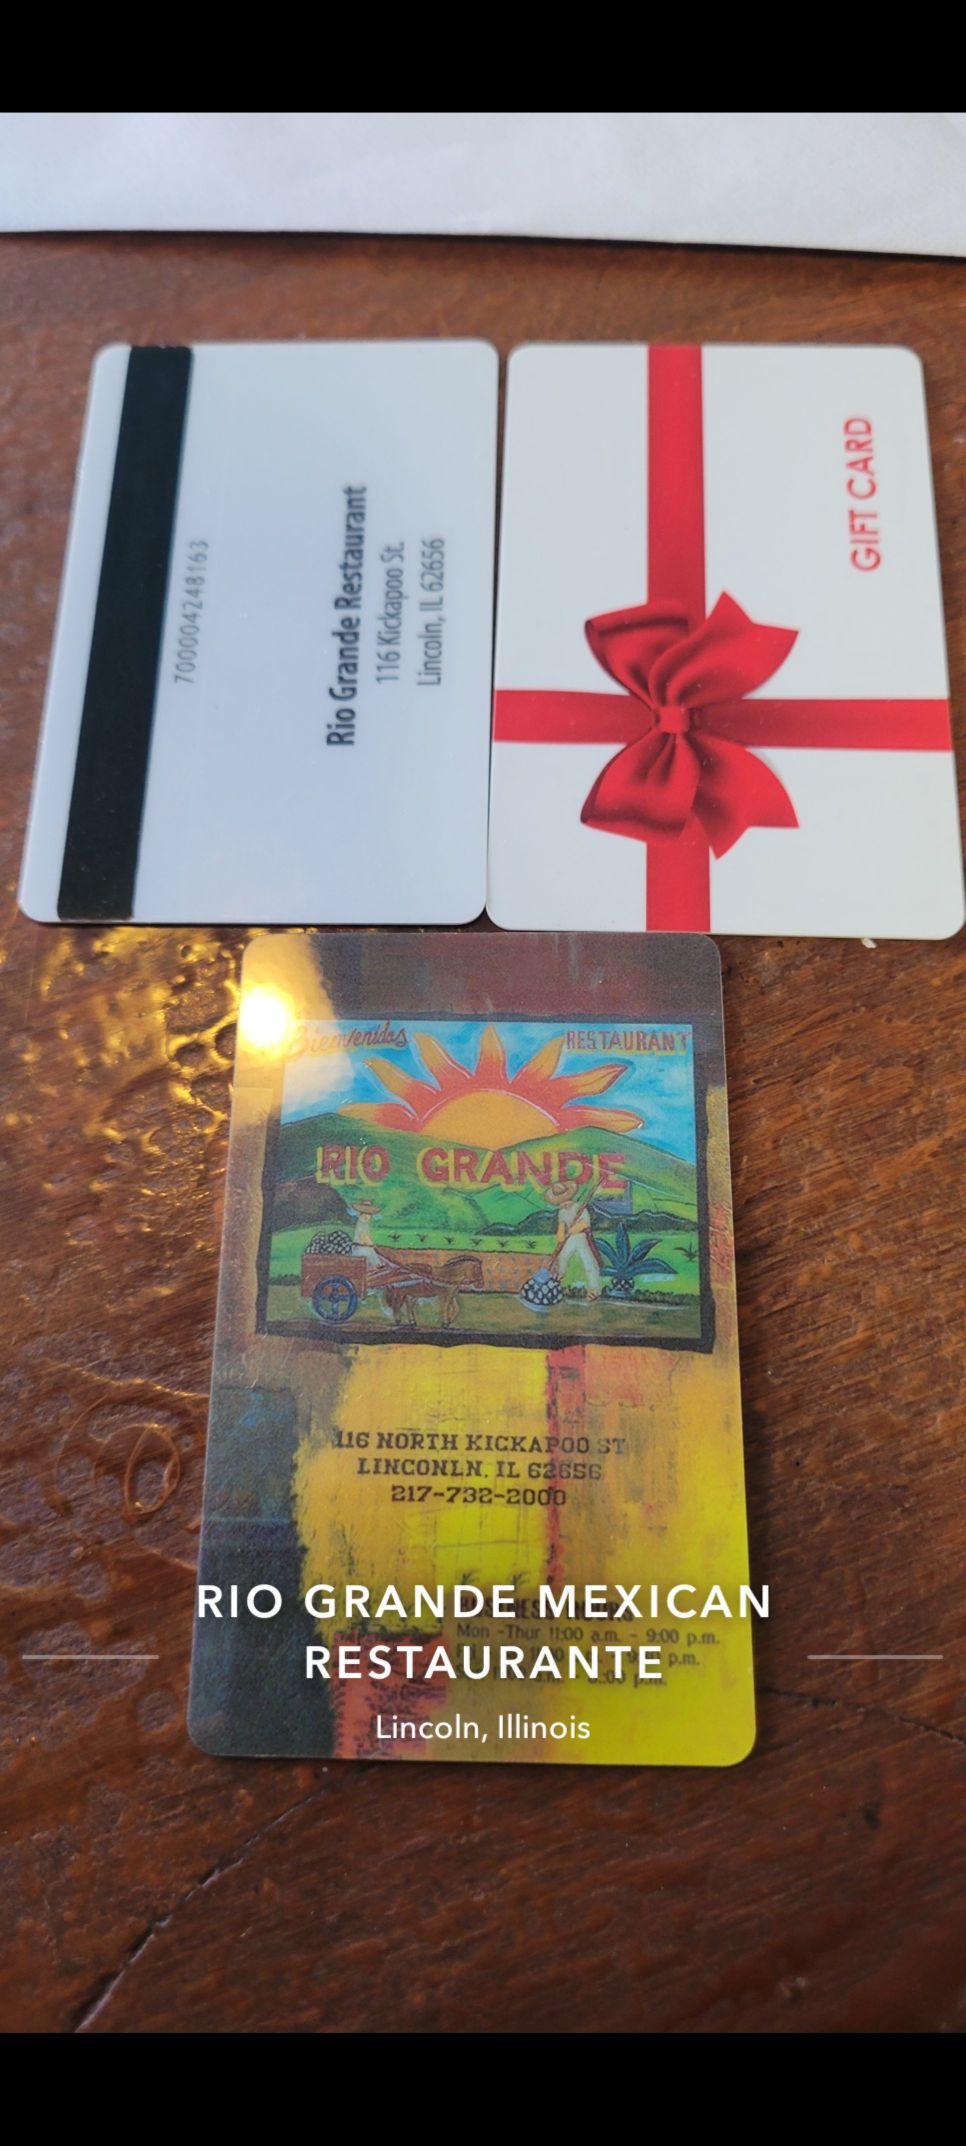 700004248163
Rio Grande Restaurant
116 Kickapoo St.
Lincoln, IL 62656
GIFT CARD
Bienvenidos
RESTAURANT
RIO GRANDE
116 NORTH KICKAPOO ST
LINCONLN, IL 62656
217-732-2000
RIO GRANDE MEXICAN
Mon -Thur 11:00 a.m. - 9:00 p.m.
RESTAURANTE
p.m.
Lincoln, Illinois